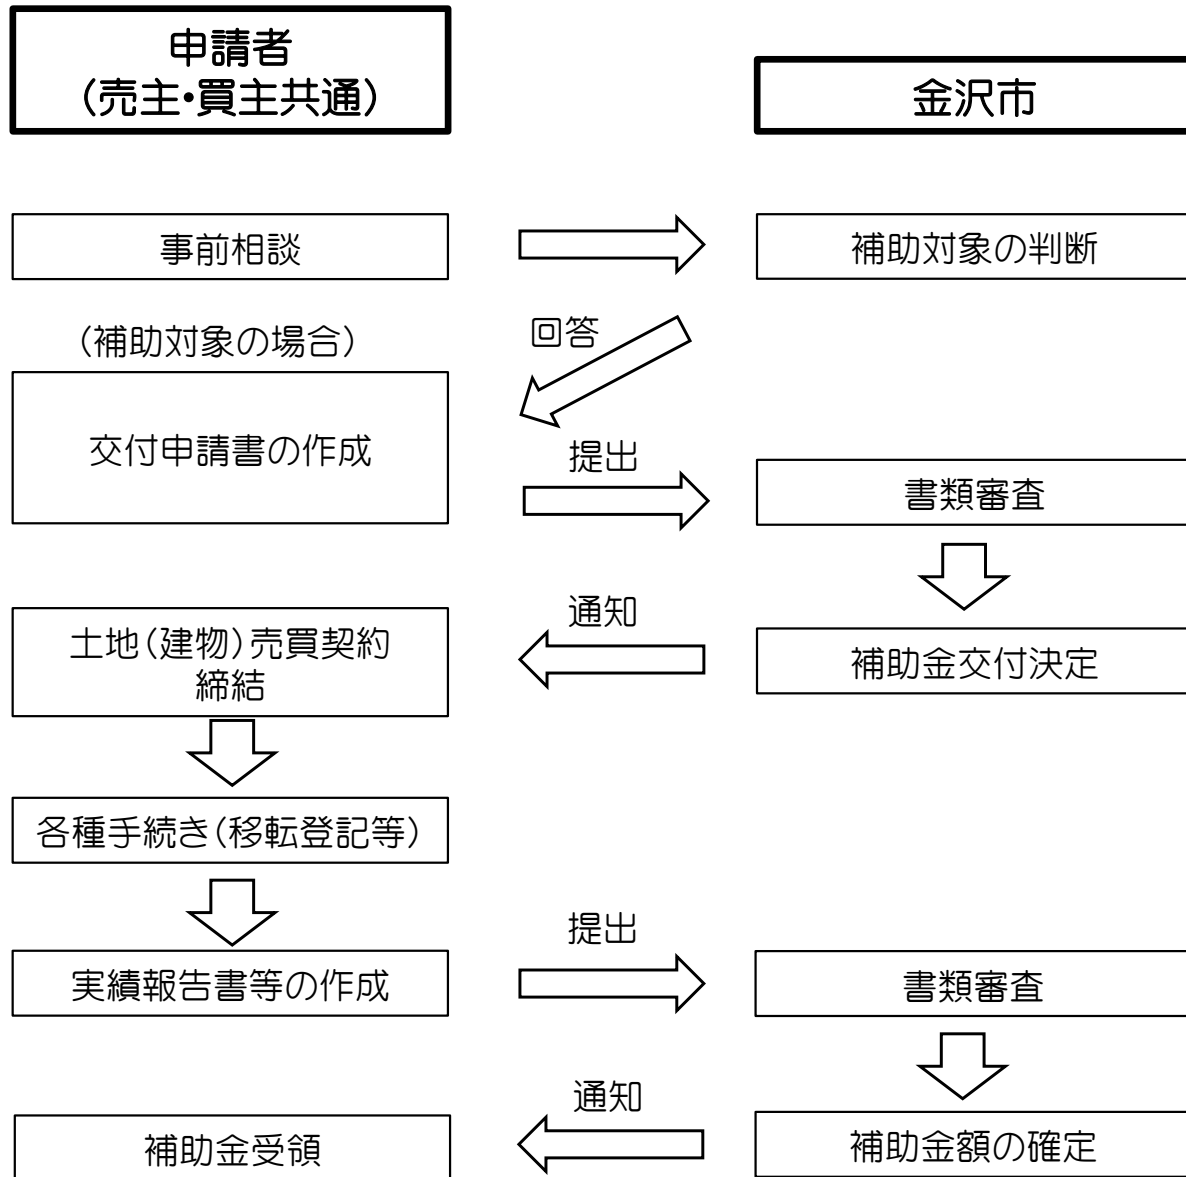 申請者
(売主・買主共通)
金沢市
事前相談
補助対象の判断
(補助対象の場合)
回答
交付申請書の作成
提出
書類審査
通知
土地(建物)売買契約
締結
補助金交付決定
各種手続き(移転登記等)
提出
実績報告書等の作成
書類審査
通知
補助金受領
補助金額の確定